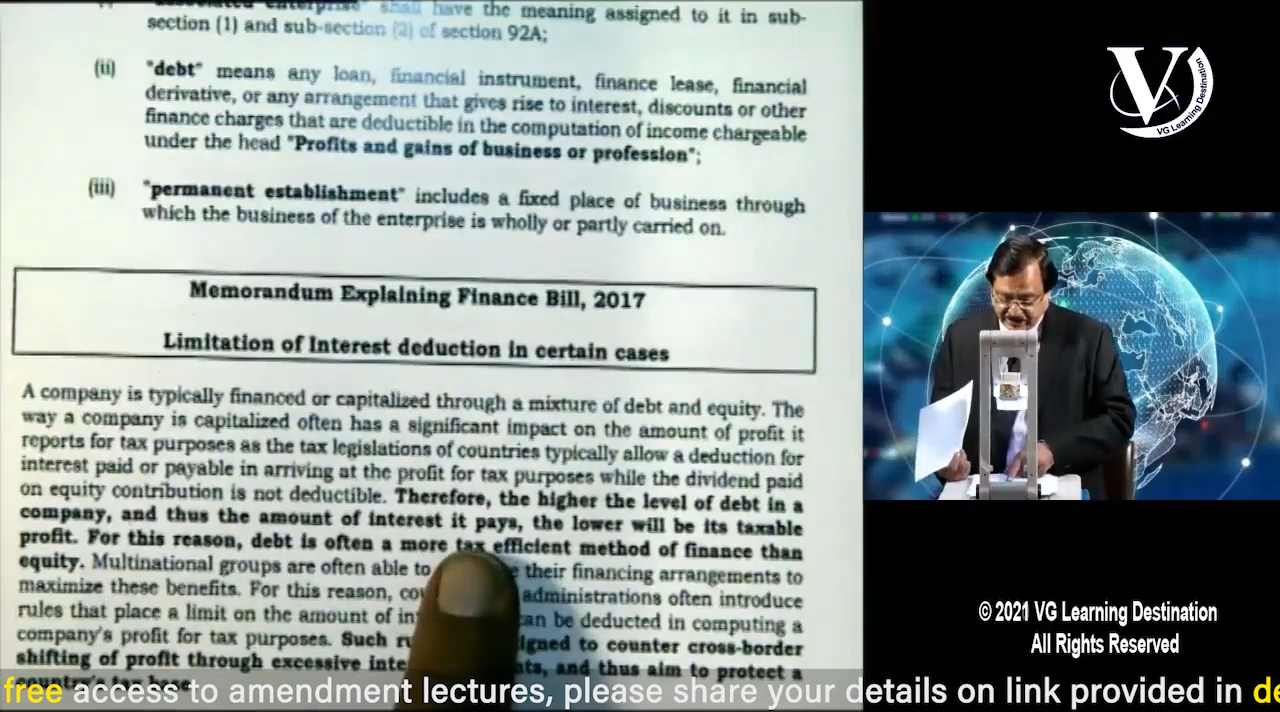 "associated enterprise" shall have the meaning assigned to it in sub-
section (1) and sub-section (2) of section 92A;
(ii) "debt" means any loan, financial instrument, finance lease, financial
derivative, or any arrangement that gives rise to interest, discounts or other
finance charges that are deductible in the computation of income chargeable
under the head "Profits and gains of business or profession";
(iii) "permanent establishment" includes a fixed place of business through
which the business of the enterprise is wholly or partly carried on.
Memorandum Explaining Finance Bill, 2017
Limitation of Interest deduction in certain cases
A company is typically financed or capitalized through a mixture of debt and equity. The
way a company is capitalized often has a significant impact on the amount of profit it
reports for tax purposes as the tax legislations of countries typically allow a deduction for
interest paid or payable in arriving at the profit for tax purposes while the dividend paid
on equity contribution is not deductible. Therefore, the higher the level of debt in a
company, and thus the amount of interest it pays, the lower will be its taxable
profit. For this reason, debt is often a more tax efficient method of finance than
equity. Multinational groups are often able to their financing arrangements to
maximize these benefits. For this reason, administrations often introduce
rules that place a limit on the amount of can be deducted in computing a
company's profit for tax purposes. Such to counter cross-border
shifting of profit through excessive and thus aim to protect a
free access to amendment lectures, please share your details on link provided in
V
VG Learning Destination
© 2021 VG Learning Destination
All Rights Reserved